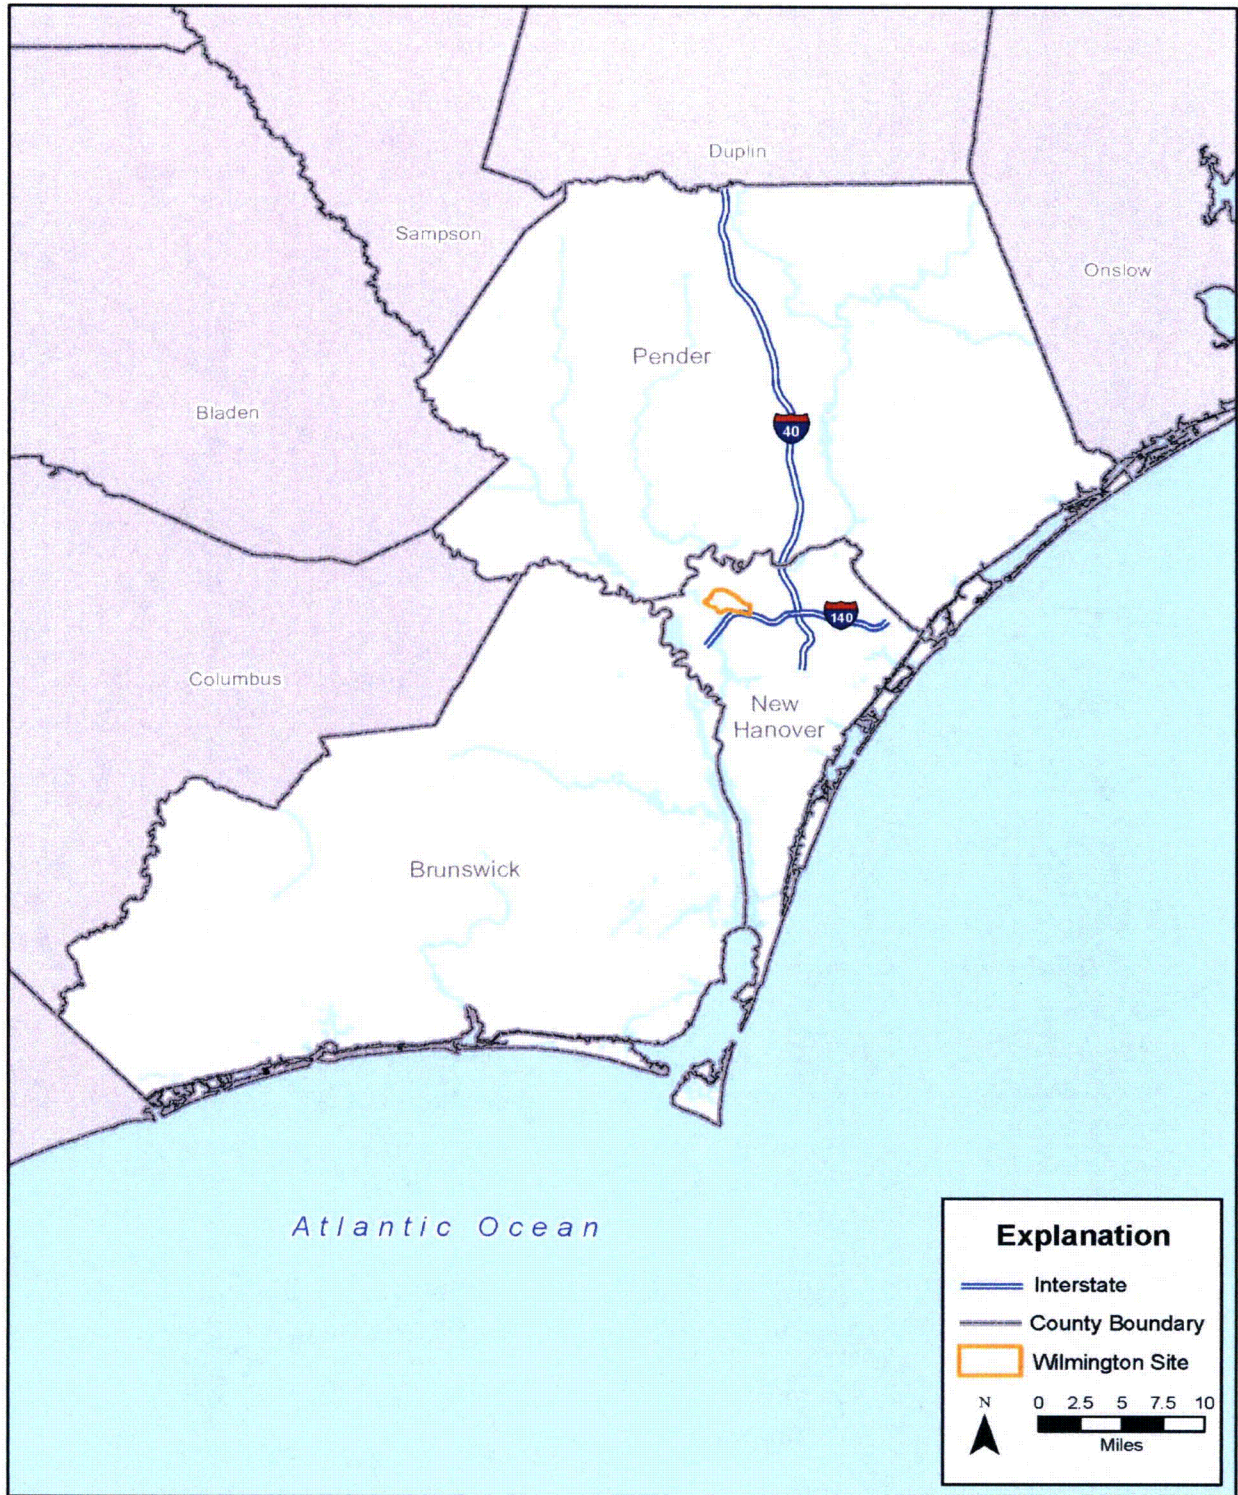 Duplin
Sampson
Onslow
Pender
Bladen
40
140
Columbus
New
Hanover
Brunswick
Atlantic Ocean
Explanation
Interstate
County Boundary
Wilmington Site
N
0 2.5 5 7.5 10
Miles